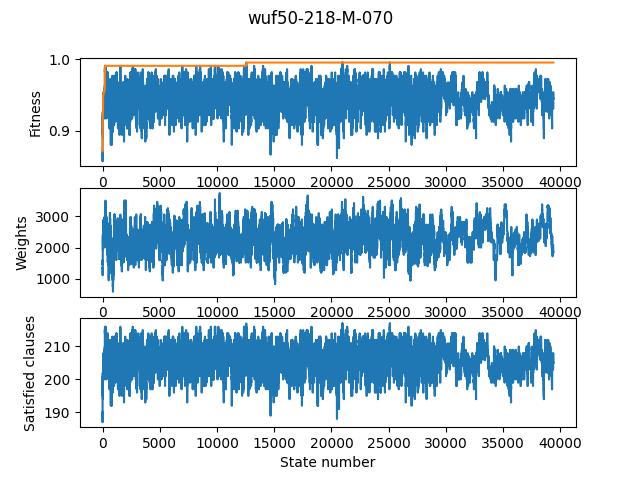 wuf50-218-M-070
1.0
0.9
Fitness
0 5000 10000 15000 20000 25000 30000 35000 40000
3000
2000
1000
Weights
0 5000 10000 15000 20000 25000 30000 35000 40000
210
200
190
Satisfied clauses
0 5000 10000 15000 20000 25000 30000 35000 40000
State number